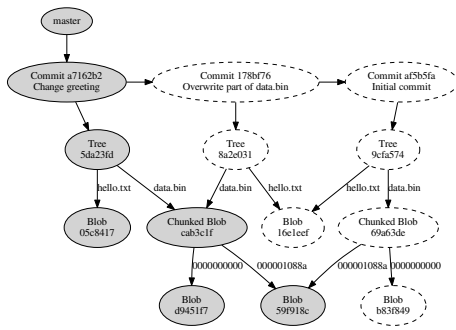 master
Commit a7162b2
Change greeting
Commit 178bf76
Overwrite part of data.bin
Commit af5b5fa
Initial commit
Tree
5da23fd
Tree
8a2e031
Tree
9cfa574
hello.txt
data.bin
data.bin
hello.txt
hello.txt
data.bin
Blob
05c8417
Chunked Blob
cab3c1f
Blob
16e1eef
Chunked Blob
69a63de
0000000000
000001088a
000001088a
0000000000
Blob
d9451f7
Blob
59f918c
Blob
b83f849